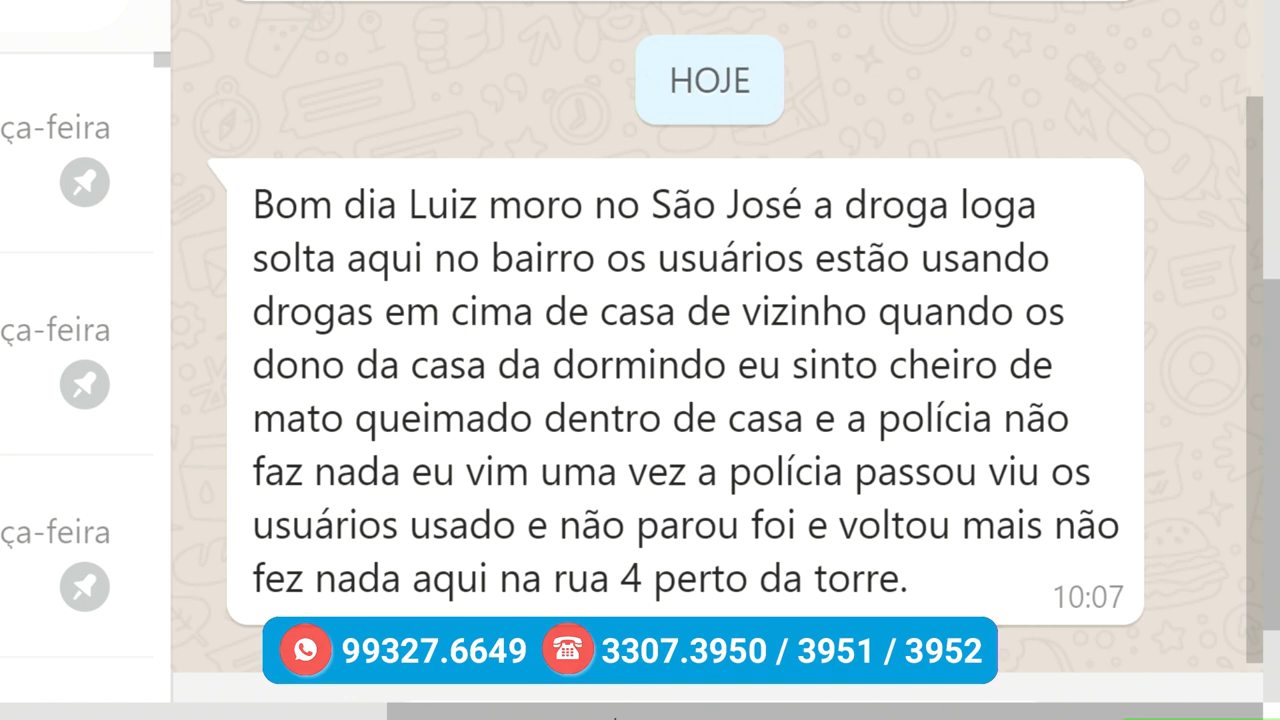 HOJE
ça-feira
ça-feira
ça-feira
Bom dia Luiz moro no São José a droga loga
solta aqui no bairro os usuários estão usando
drogas em cima de casa de vizinho quando os
dono da casa da dormindo eu sinto cheiro de
mato queimado dentro de casa e a polícia não
faz nada eu vim uma vez a polícia passou viu os
usuários usado e não parou foi e voltou mais não
fez nada aqui na rua 4 perto da torre.
10:07
99327.6649 3307.3950 / 3951 / 3952